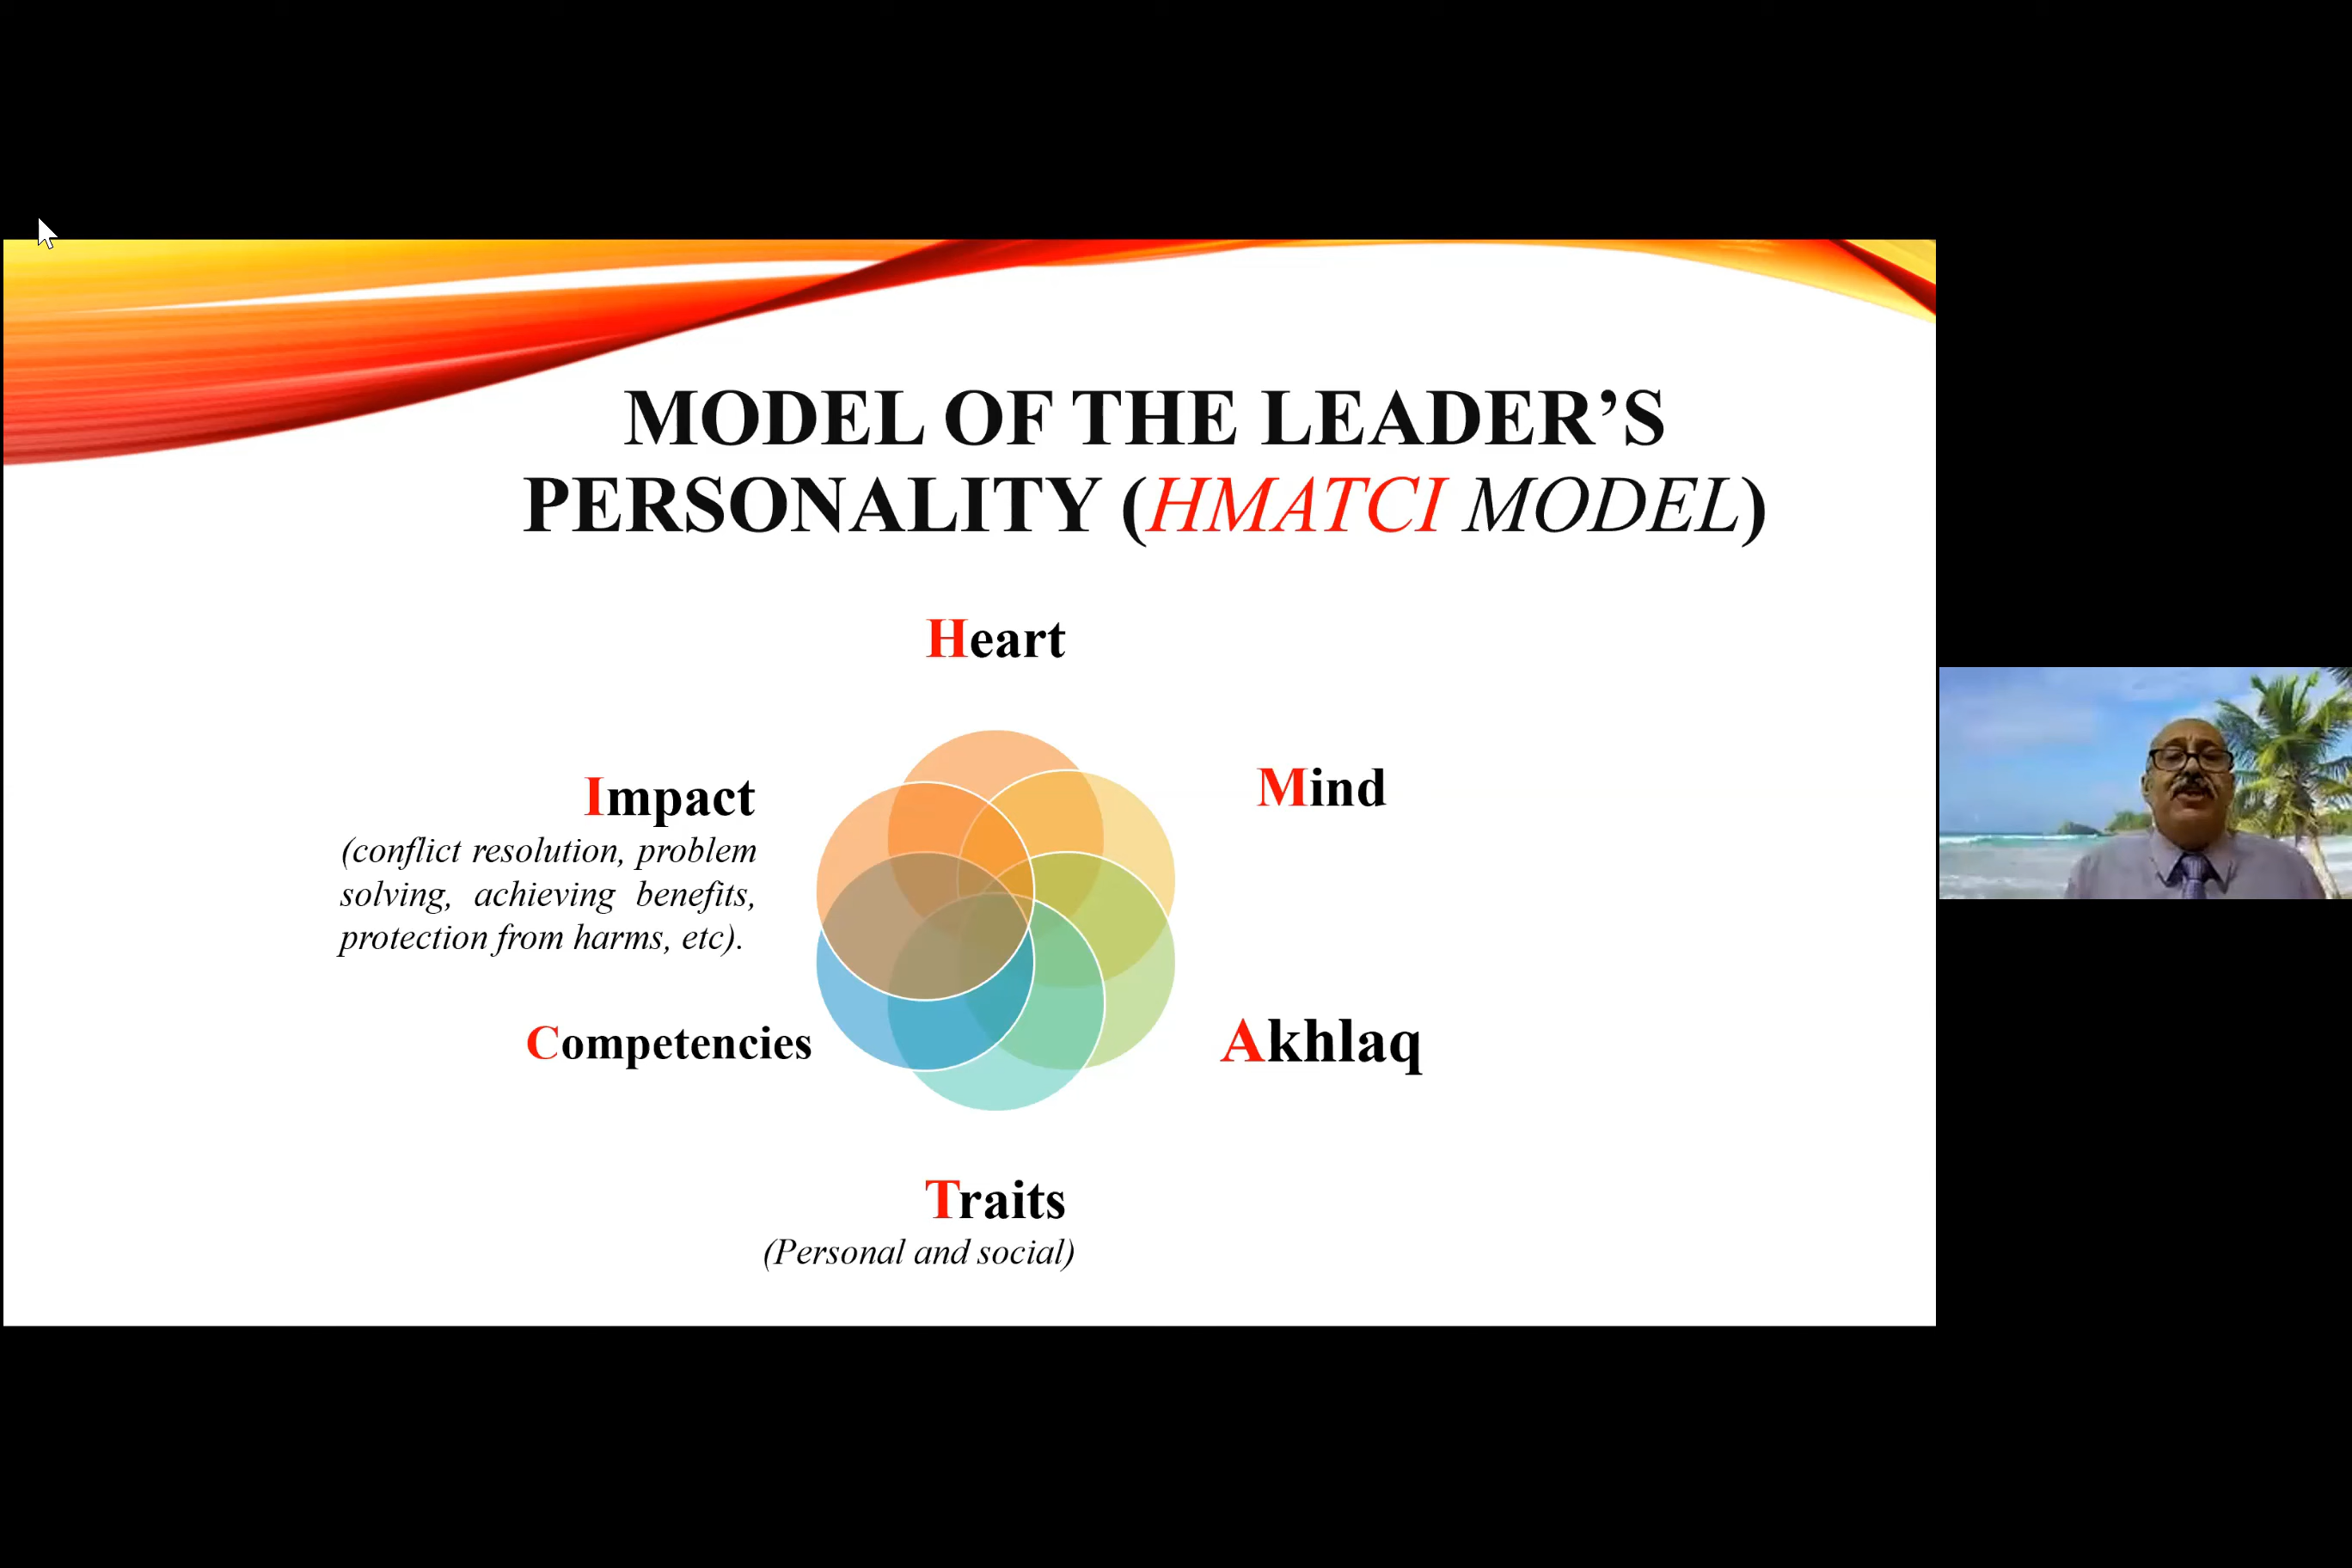 MODEL OF THE LEADER’S
PERSONALITY (HMATCI MODEL)
Heart
Mind
Akhlaq
Traits
(Personal and social)
Competencies
Impact
(conflict resolution, problem
solving, achieving benefits,
protection from harms, etc).